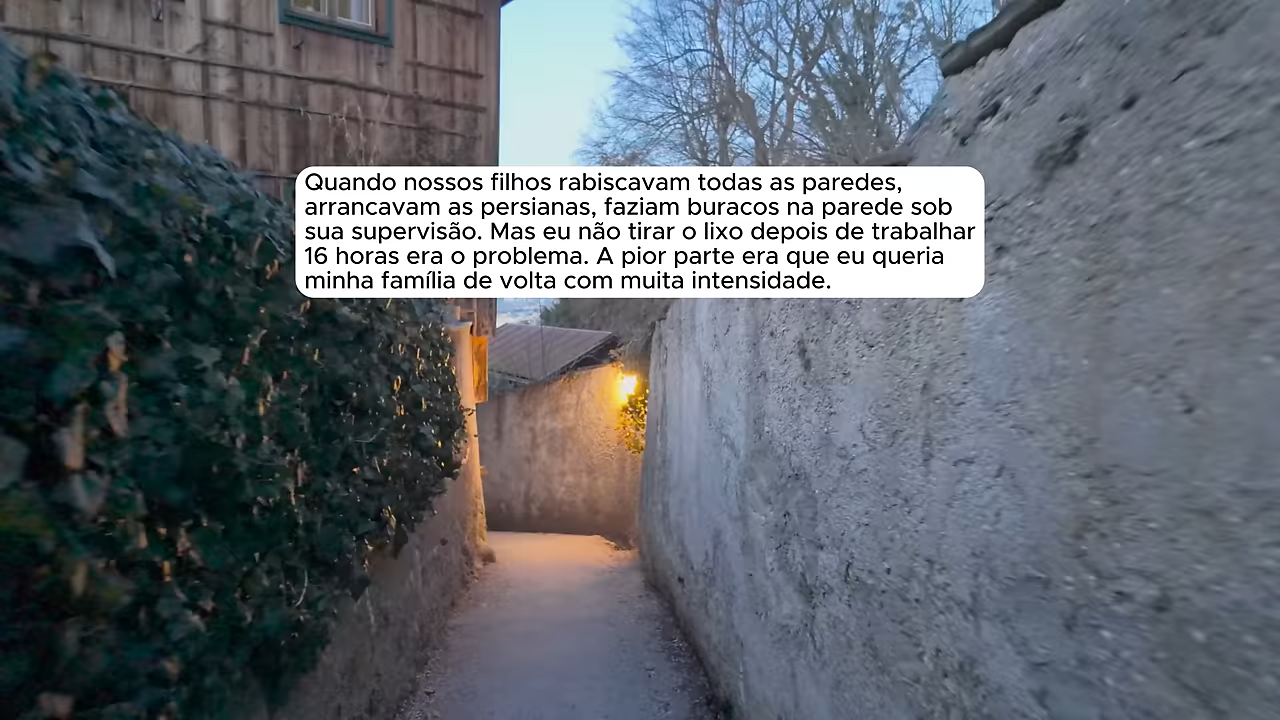 Quando nossos filhos rabiscavam todas as paredes,
arrancavam as persianas, faziam buracos na parede sob
sua supervisão. Mas eu não tirar o lixo depois de trabalhar
16 horas era o problema. A pior parte era que eu queria
minha família de volta com muita intensidade.